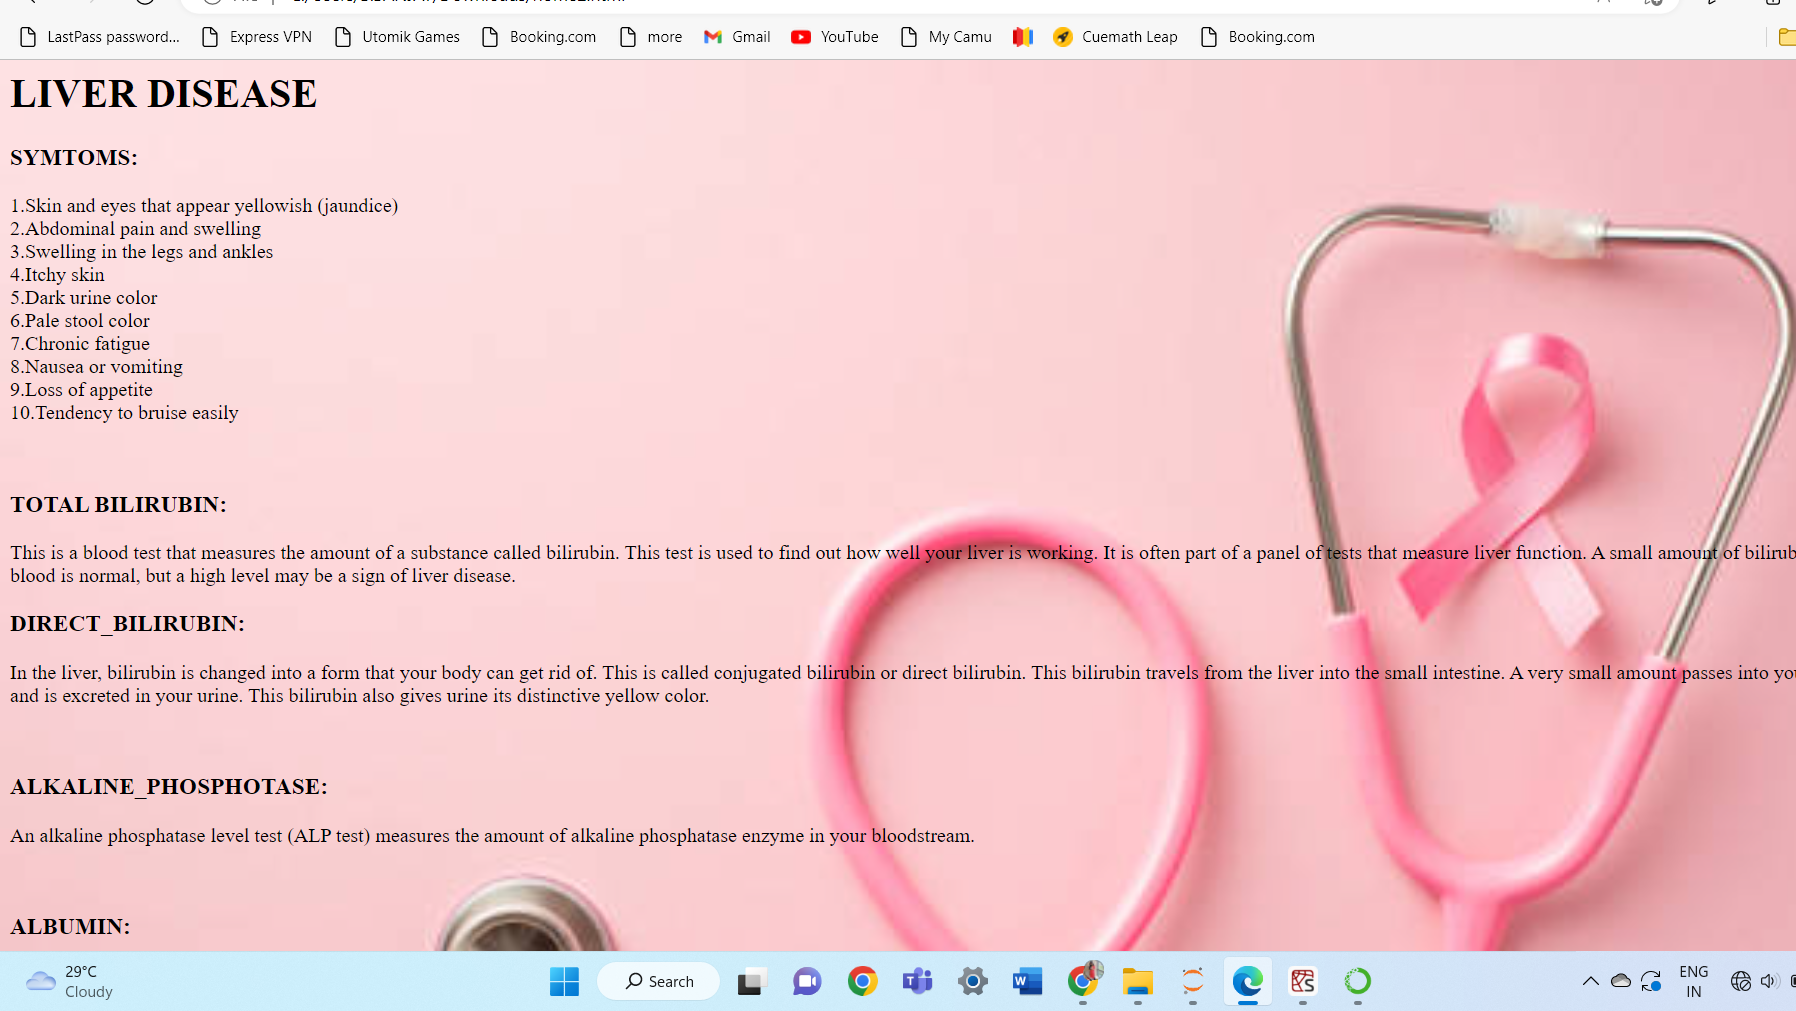 LastPass password...
Express VPN
Utomik Games
Booking.com
more
Gmail
YouTube
My Camu
Cuemath Leap
Booking.com
LIVER DISEASE
SYMTOMS:
1.Skin and eyes that appear yellowish (jaundice)
2.Abdominal pain and swelling
3.Swelling in the legs and ankles
4.Itchy skin
5.Dark urine color
6.Pale stool color
7.Chronic fatigue
8.Nausea or vomiting
9.Loss of appetite
10.Tendency to bruise easily
TOTAL BILIRUBIN:
This is a blood test that measures the amount of a substance called bilirubin. This test is used to find out how well your liver is working. It is often part of a panel of tests that measure liver function. A small amount of bilirub
blood is normal, but a high level may be a sign of liver disease.
DIRECT_BILIRUBIN:
In the liver, bilirubin is changed into a form that your body can get rid of. This is called conjugated bilirubin or direct bilirubin. This bilirubin travels from the liver into the small intestine. A very small amount passes into yo
and is excreted in your urine. This bilirubin also gives urine its distinctive yellow color.
ALKALINE_PHOSPHOTASE:
An alkaline phosphatase level test (ALP test) measures the amount of alkaline phosphatase enzyme in your bloodstream.
ALBUMIN:
29°C
Cloudy
Search
ENG
IN